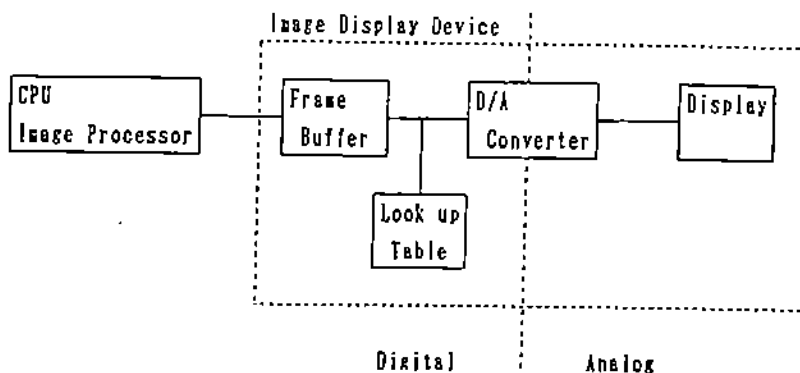 Image Display Device
CPU
Image Processor
Frame
Buffer
D/A
Converter
Display
Look up
Table
Digital
Analog